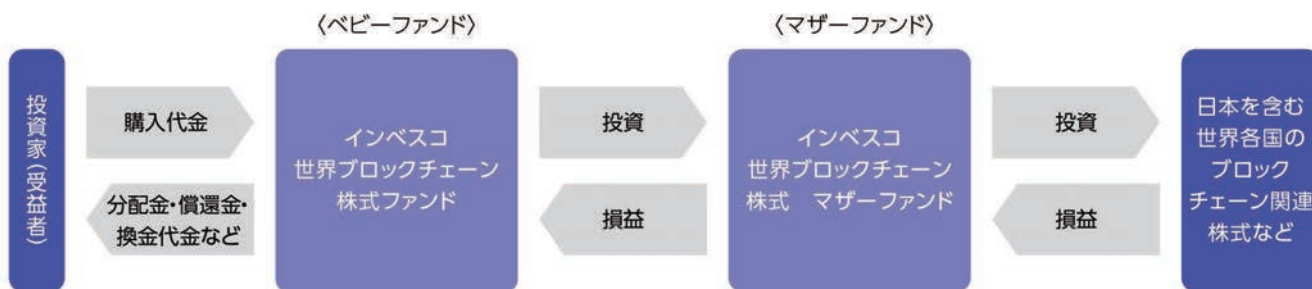 〈ベビーファンド〉
〈マザーファンド〉
投資家(受益者)
購入代金
分配金・償還金・
換金代金など
インベスコ
世界ブロックチェーン
株式ファンド
投資
損益
インベスコ
世界ブロックチェーン
株式　マザーファンド
投資
損益
日本を含む
世界各国の
ブロック
チェーン関連
株式など